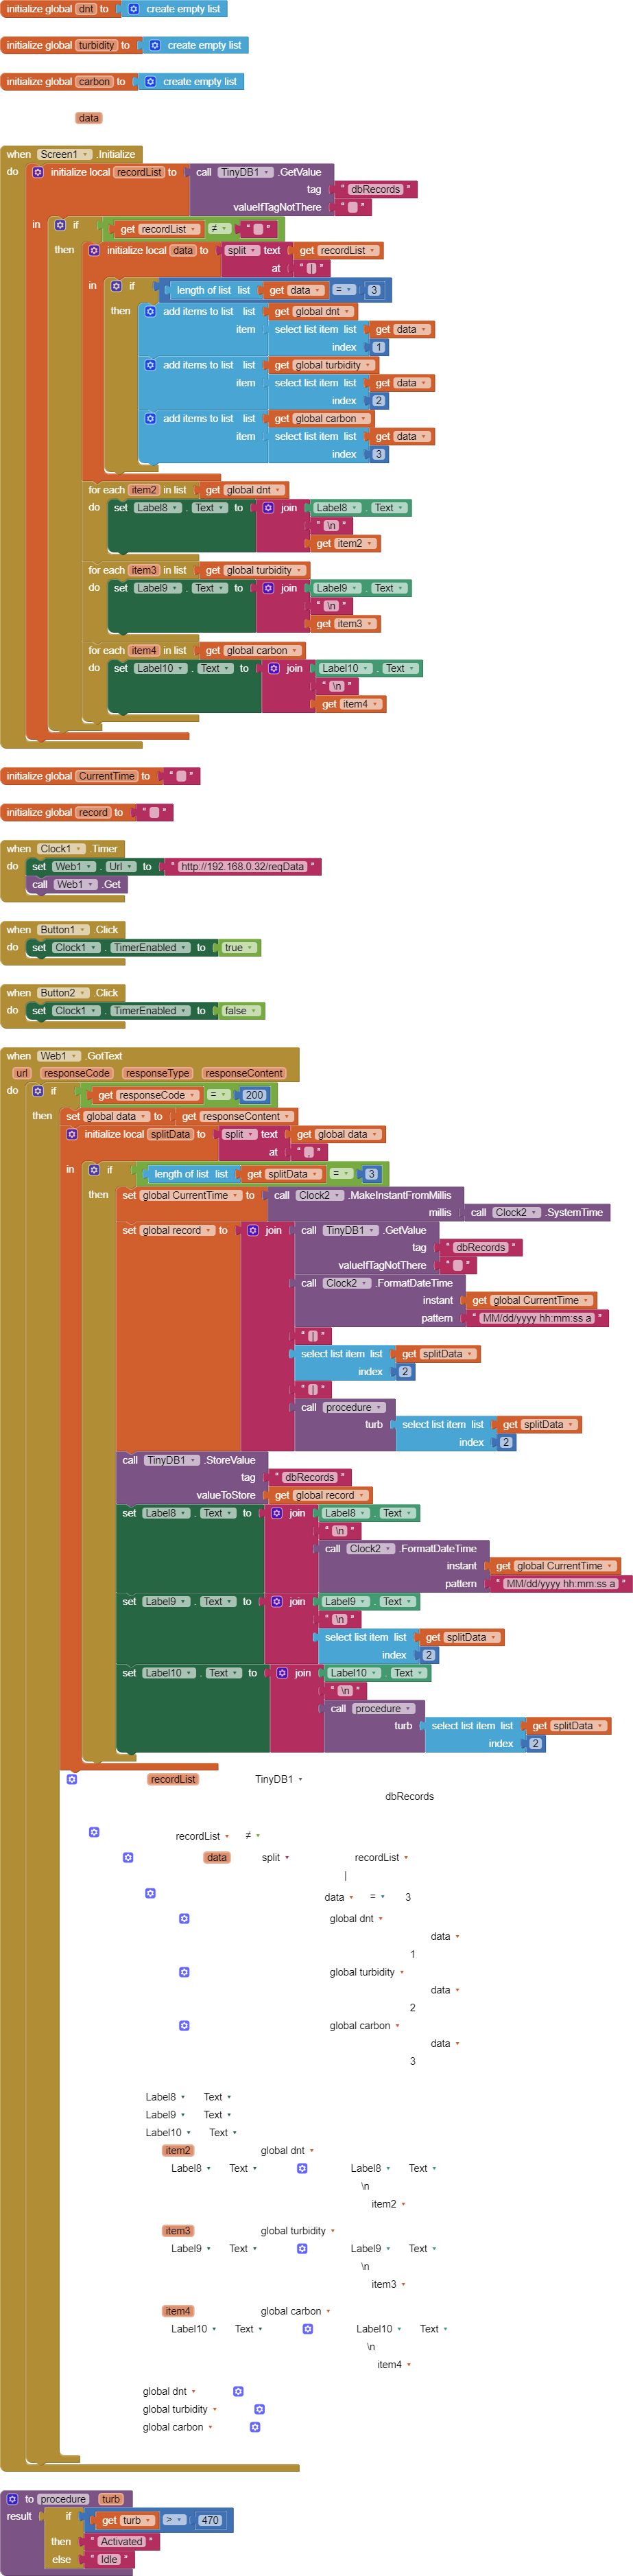 initialize global dnt to create empty list
initialize global turbidity to create empty list
initialize global carbon to create empty list
data
when Screen1 .Initialize
do initialize local recordList to call TinyDB1 .GetValue
tag " dbRecords "
valueIfTagNotThere " "
in if get recordList ≠ " "
then initialize local data to split text get recordList
at " | "
in if length of list list get data = 3
then add items to list list get global dnt
item select list item list get data
index 1
add items to list list get global turbidity
item select list item list get data
index 2
add items to list list get global carbon
item select list item list get data
index 3
for each item2 in list get global dnt
do set Label8 . Text to join Label8 . Text
" \n "
get item2
for each item3 in list get global turbidity
do set Label9 . Text to join Label9 . Text
" \n "
get item3
for each item4 in list get global carbon
do set Label10 . Text to join Label10 . Text
" \n "
get item4
initialize global CurrentTime to " "
initialize global record to " "
when Clock1 .Timer
do set Web1 . Url to " http://192.168.0.32/reqData "
call Web1 .Get
when Button1 .Click
do set Clock1 . TimerEnabled to true
when Button2 .Click
do set Clock1 . TimerEnabled to false
when Web1 .GotText
url responseCode responseType responseContent
do if get responseCode = 200
then set global data to get responseContent
initialize local splitData to split text get global data
at " , "
in if length of list list get splitData = 3
then set global CurrentTime to call Clock2 .MakeInstantFromMillis
millis call Clock2 .SystemTime
set global record to join call TinyDB1 .GetValue
tag " dbRecords "
valueIfTagNotThere " "
call Clock2 .FormatDateTime
instant get global CurrentTime
pattern " MM/dd/yyyy hh:mm:ss a "
" | "
select list item list get splitData
index 2
" | "
call procedure
turb select list item list get splitData
index 2
call TinyDB1 .StoreValue
tag " dbRecords "
valueToStore get global record
set Label8 . Text to join Label8 . Text
" \n "
call Clock2 .FormatDateTime
instant get global CurrentTime
pattern " MM/dd/yyyy hh:mm:ss a "
set Label9 . Text to join Label9 . Text
" \n "
select list item list get splitData
index 2
set Label10 . Text to join Label10 . Text
" \n "
call procedure
turb select list item list get splitData
index 2
recordList TinyDB1
dbRecords
recordList ≠
data split recordList
|
data = 3
global dnt
data
1
global turbidity
data
2
global carbon
data
3
Label8 Text
Label9 Text
Label10 Text
item2 global dnt
Label8 Text Label8 Text
\n
item2
item3 global turbidity
Label9 Text Label9 Text
\n
item3
item4 global carbon
Label10 Text Label10 Text
\n
item4
global dnt
global turbidity
global carbon
to procedure turb
result if get turb > 470
then " Activated "
else " Idle "